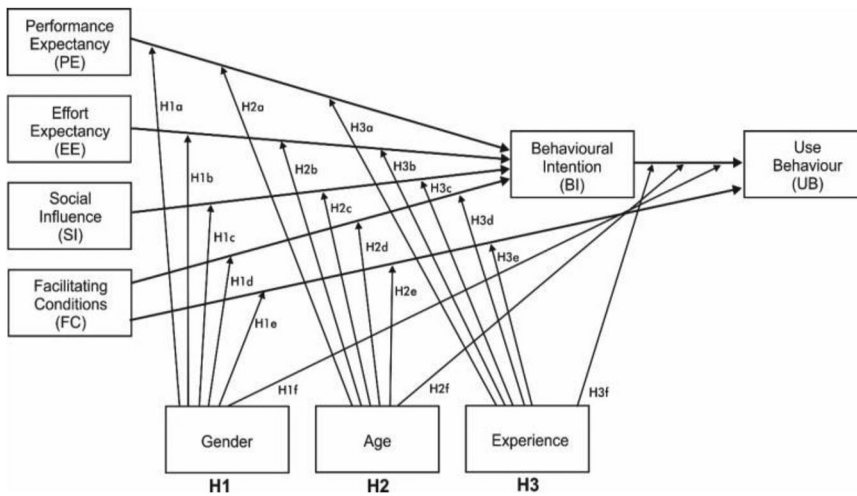 Performance
Expectancy
(PE)
Effort
Expectancy
(EE)
Social
Influence
(SI)
Facilitating
Conditions
(FC)
Behavioural
Intention
(BI)
Use
Behaviour
(UB)
H1a
H2a
H3a
H1b
H2b
H3b
H1c
H2c
H3c
H1d
H2d
H3d
H1e
H2e
H3e
H1f
H2f
H3f
Gender
Age
Experience
H1
H2
H3